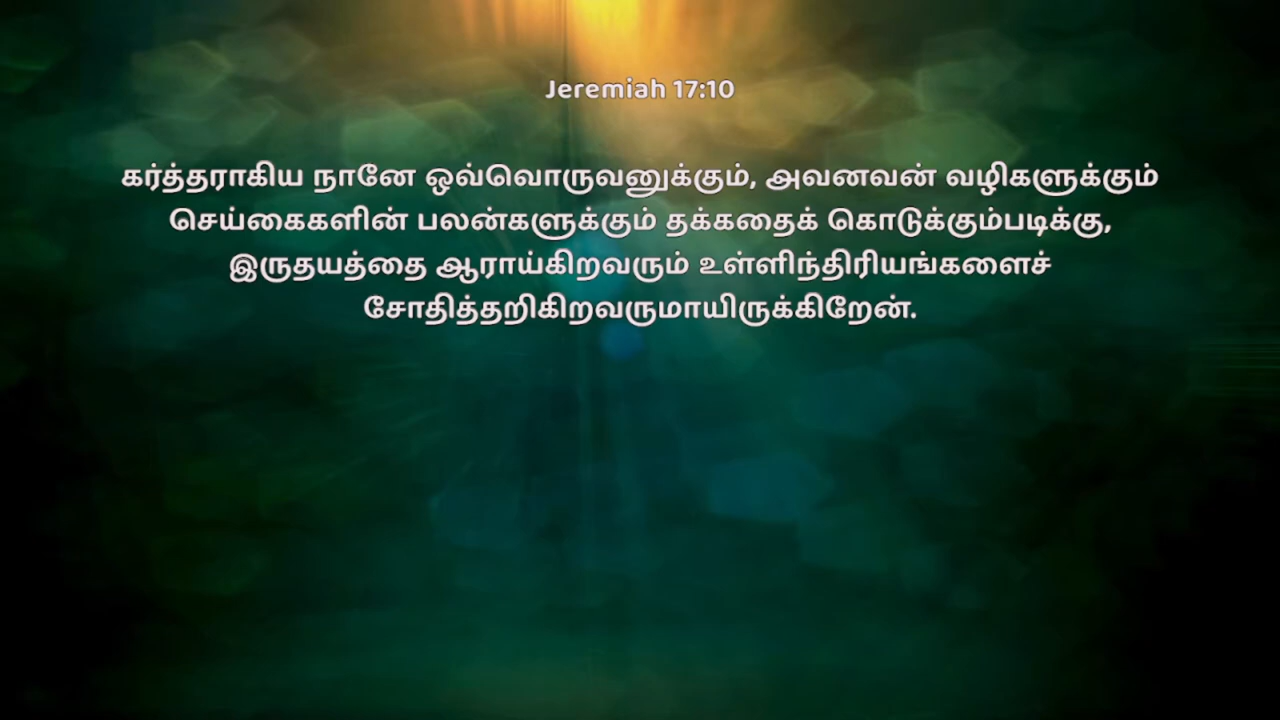 Jeremiah 17:10
கர்த்தராகிய நானே ஒவ்வொருவனுக்கும், அவனவன் வழிகளுக்கும்
செய்கைகளின் பலன்களுக்கும் தக்கதைக் கொடுக்கும்படிக்கு,
இருதயத்தை ஆராய்கிறவரும் உள்ளிந்திரியங்களைச்
சோதித்தறிகிறவருமாயிருக்கிறேன்.